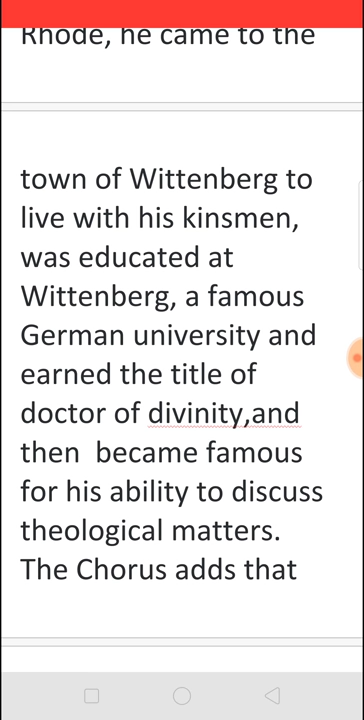 Rhode, he came to the
town of Wittenberg to
live with his kinsmen,
was educated at
Wittenberg, a famous
German university and
earned the title of
doctor of divinity,and
then  became famous
for his ability to discuss
theological matters.
The Chorus adds that